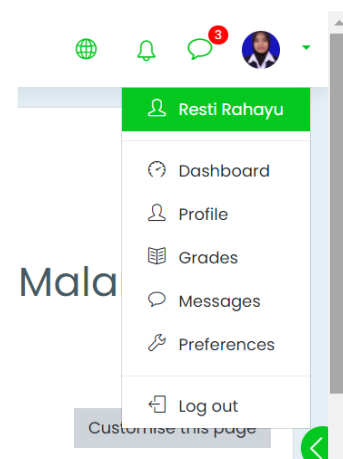 3
Resti Rahayu
Dashboard
Profile
Grades
Mala
Messages
Preferences
Log out
Customise this page